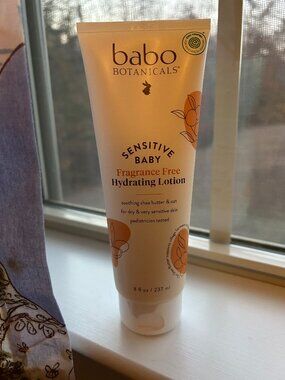 babo
BOTANICALS®
SENSITIVE
BABY
Fragrance Free
Hydrating Lotion
soothing shea butter & oat
for dry & very sensitive skin
pediatrician tested
8 fl oz / 237 ml